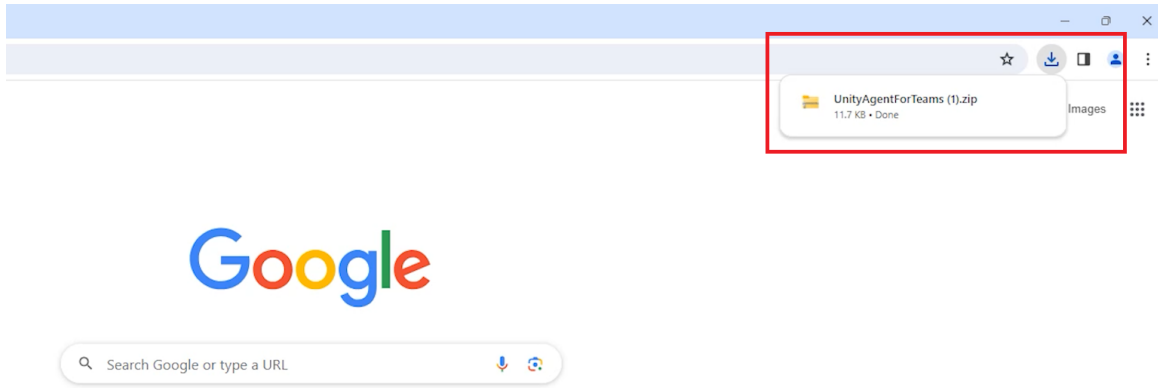 UnityAgentForTeams (1).zip
11.7 KB • Done
Images
Google
Search Google or type a URL